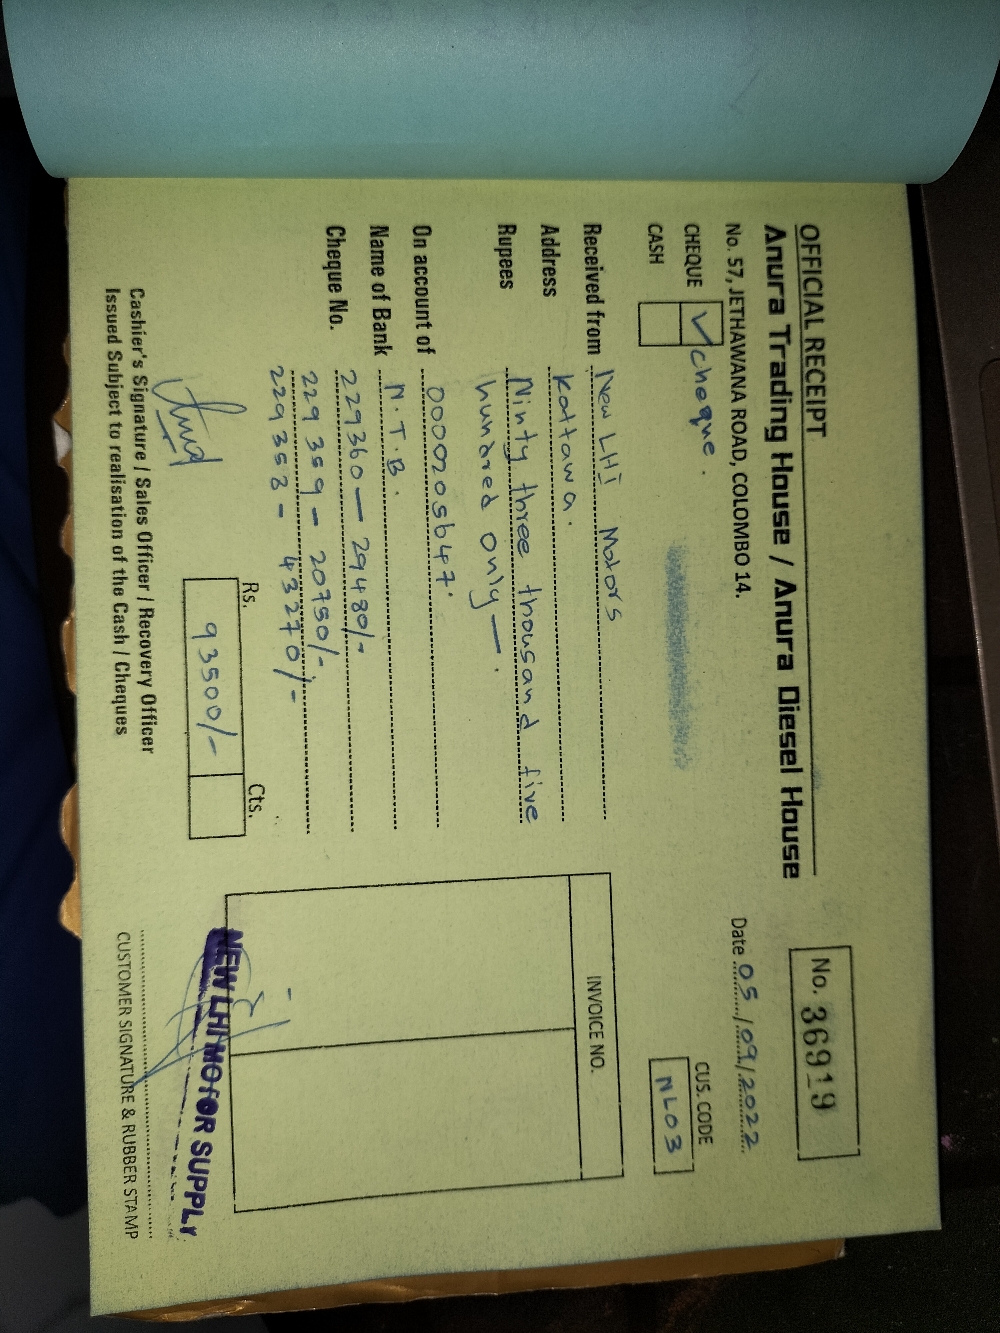 OFFICIAL RECEIPT
No. 36919
Anura Trading House / Anura Diesel House
No. 57, JETHAWANA ROAD, COLOMBO 14.
Date 05/09/2022
CHEQUE ✓ cheque.
CASH
CUS. CODE
NL03
Received from New LHI Motors
Address Kottawa.
Rupees Ninty three thousand five
hundred only —.
On account of 0000205647.
Name of Bank N.T.B.
Cheque No. 229360 — 29480/-
229359 - 20750/-
229358 - 43270/-
INVOICE NO.
Rs. Cts.
93500/-
NEW LHI MOTOR SUPPLY
Cashier's Signature / Sales Officer / Recovery Officer
Issued Subject to realisation of the Cash / Cheques
CUSTOMER SIGNATURE & RUBBER STAMP